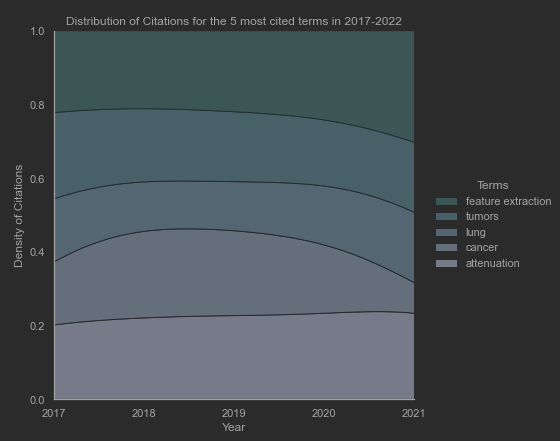 Distribution of Citations for the 5 most cited terms in 2017-2022
1.0
0.8
0.6
0.4
0.2
0.0
Density of Citations
2017 2018 2019 2020 2021
Year
Terms
feature extraction
tumors
lung
cancer
attenuation